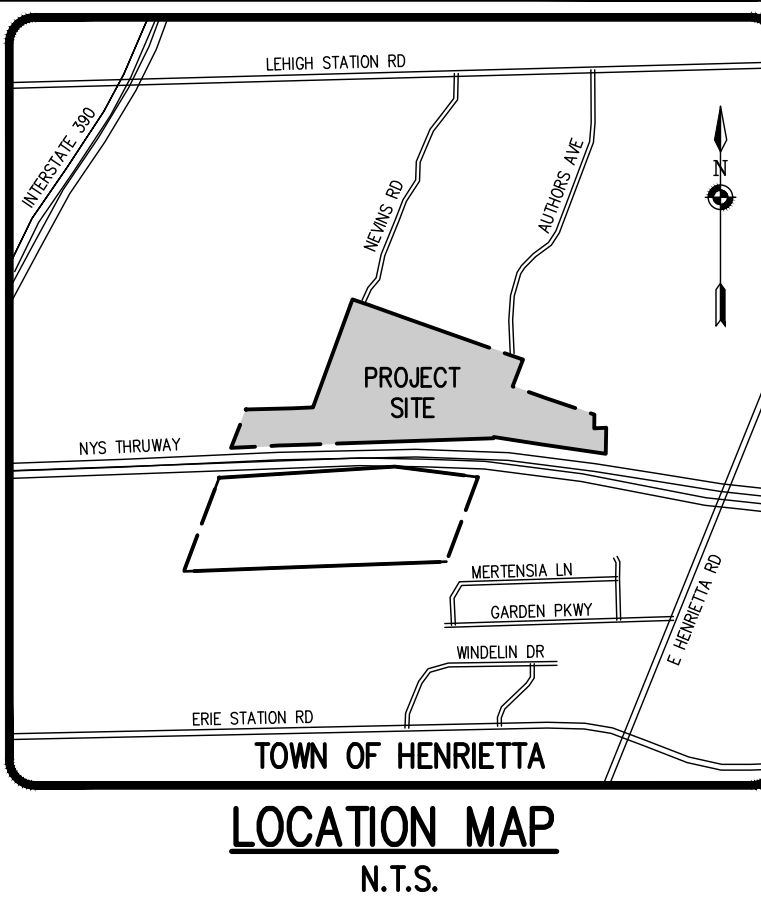 LEHIGH STATION RD
INTERSTATE 390
NEVINS RD
AUTHORS AVE
N
PROJECT
SITE
NYS THRUWAY
MERTENSIA LN
GARDEN PKWY
E HENRIETTA RD
WINDELIN DR
ERIE STATION RD
TOWN OF HENRIETTA
LOCATION MAP
N.T.S.